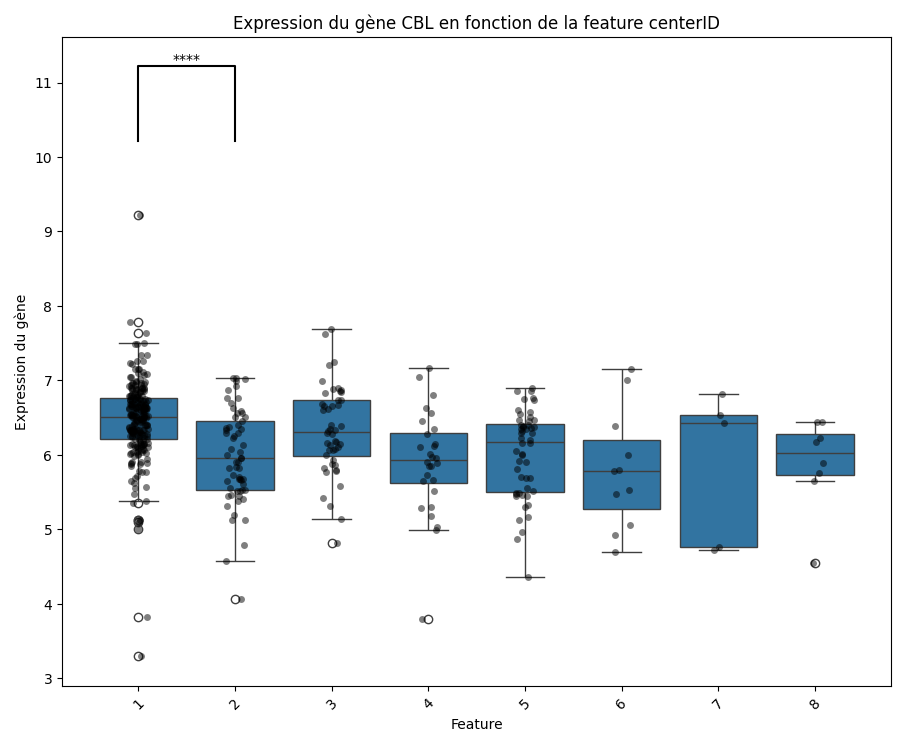 Expression du gène CBL en fonction de la feature centerID
****
11
10
9
8
7
6
5
4
3
Expression du gène
1 2 3 4 5 6 7 8
Feature